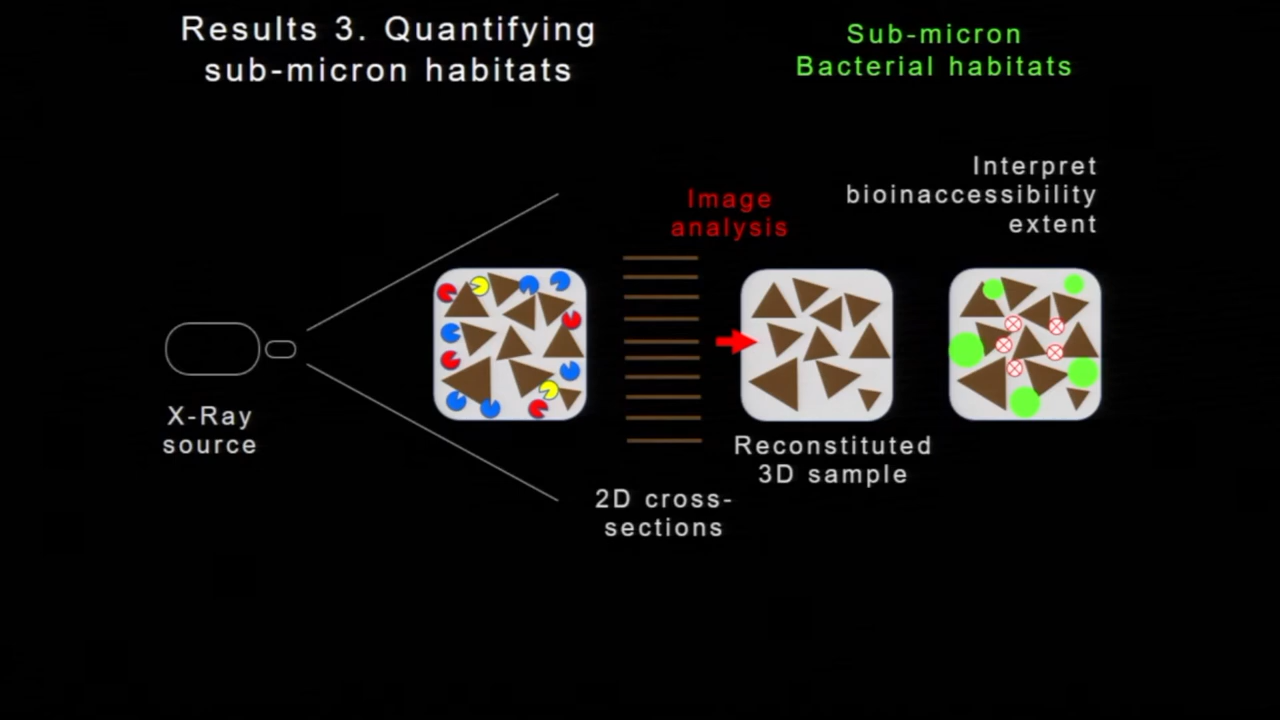 Results 3. Quantifying
sub-micron habitats
Sub-micron
Bacterial habitats
Interpret
bioinaccessibility
extent
Image
analysis
X-Ray
source
Reconstituted
3D sample
2D cross-
sections